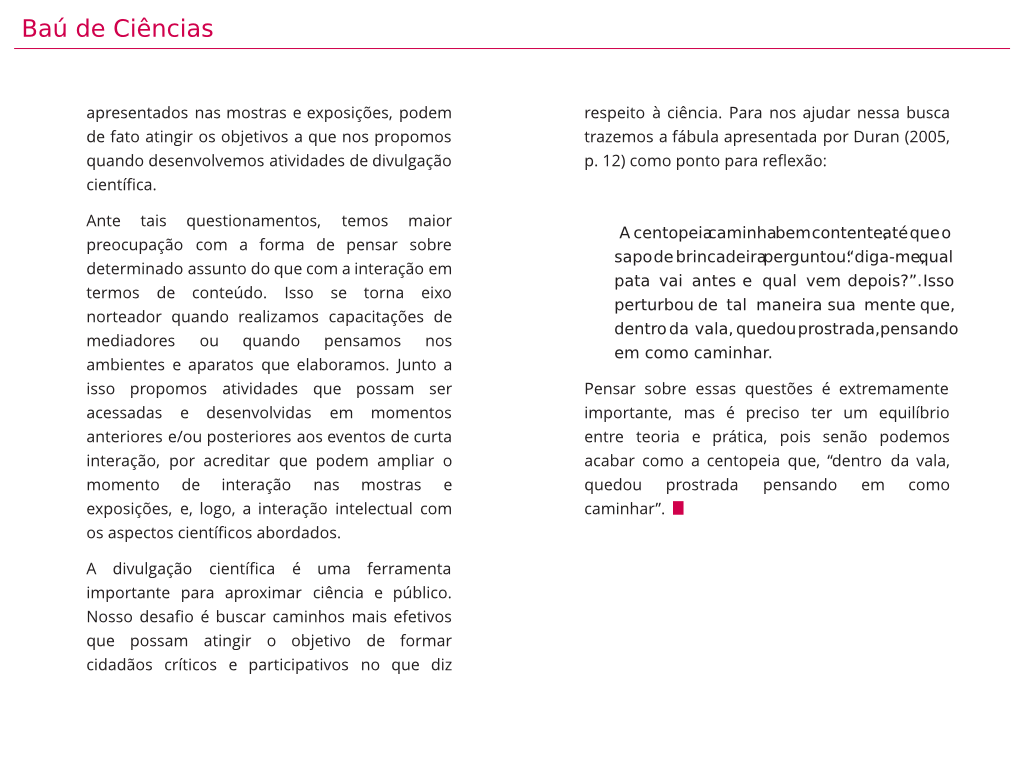 Baú de Ciências
apresentados nas mostras e exposições, podem
de fato atingir os objetivos a que nos propomos
quando desenvolvemos atividades de divulgação
científica.
Ante tais questionamentos, temos maior
preocupação com a forma de pensar sobre
determinado assunto do que com a interação em
termos de conteúdo. Isso se torna eixo
norteador quando realizamos capacitações de
mediadores ou quando pensamos nos
ambientes e aparatos que elaboramos. Junto a
isso propomos atividades que possam ser
acessadas e desenvolvidas em momentos
anteriores e/ou posteriores aos eventos de curta
interação, por acreditar que podem ampliar o
momento de interação nas mostras e
exposições, e, logo, a interação intelectual com
os aspectos científicos abordados.
A divulgação científica é uma ferramenta
importante para aproximar ciência e público.
Nosso desafio é buscar caminhos mais efetivos
que possam atingir o objetivo de formar
cidadãos críticos e participativos no que diz
respeito à ciência. Para nos ajudar nessa busca
trazemos a fábula apresentada por Duran (2005,
p. 12) como ponto para reflexão:
A centopeia caminha bem contente, até que o
sapo de brincadeira perguntou: “diga-me, qual
pata vai antes e qual vem depois?”. Isso
perturbou de tal maneira sua mente que,
dentro da vala, quedou prostrada, pensando
em como caminhar.
Pensar sobre essas questões é extremamente
importante, mas é preciso ter um equilíbrio
entre teoria e prática, pois senão podemos
acabar como a centopeia que, “dentro da vala,
quedou prostrada pensando em como
caminhar”.